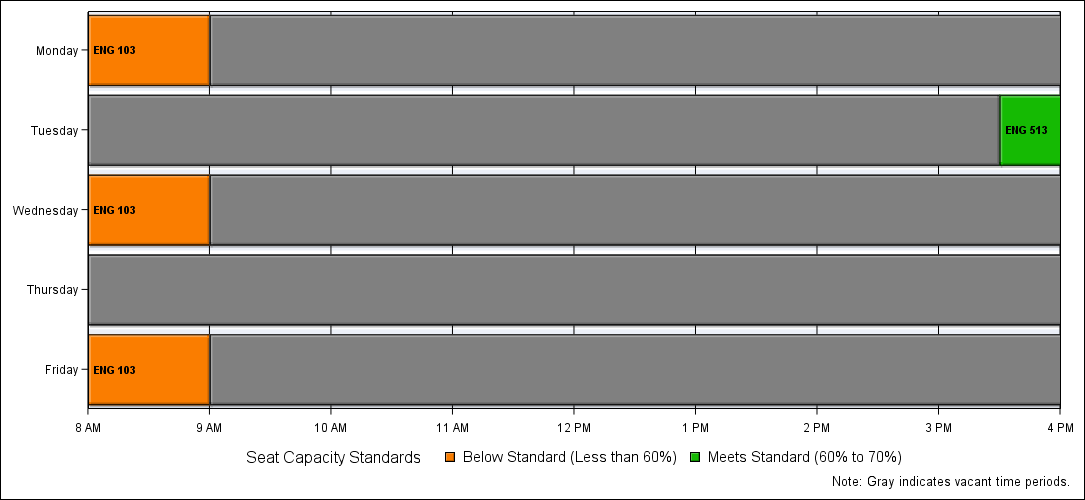 Monday
ENG 103
Tuesday
ENG 513
Wednesday
ENG 103
Thursday
Friday
ENG 103
8 AM 9 AM 10 AM 11 AM 12 PM 1 PM 2 PM 3 PM 4 PM
Seat Capacity Standards Below Standard (Less than 60%) Meets Standard (60% to 70%)
Note: Gray indicates vacant time periods.